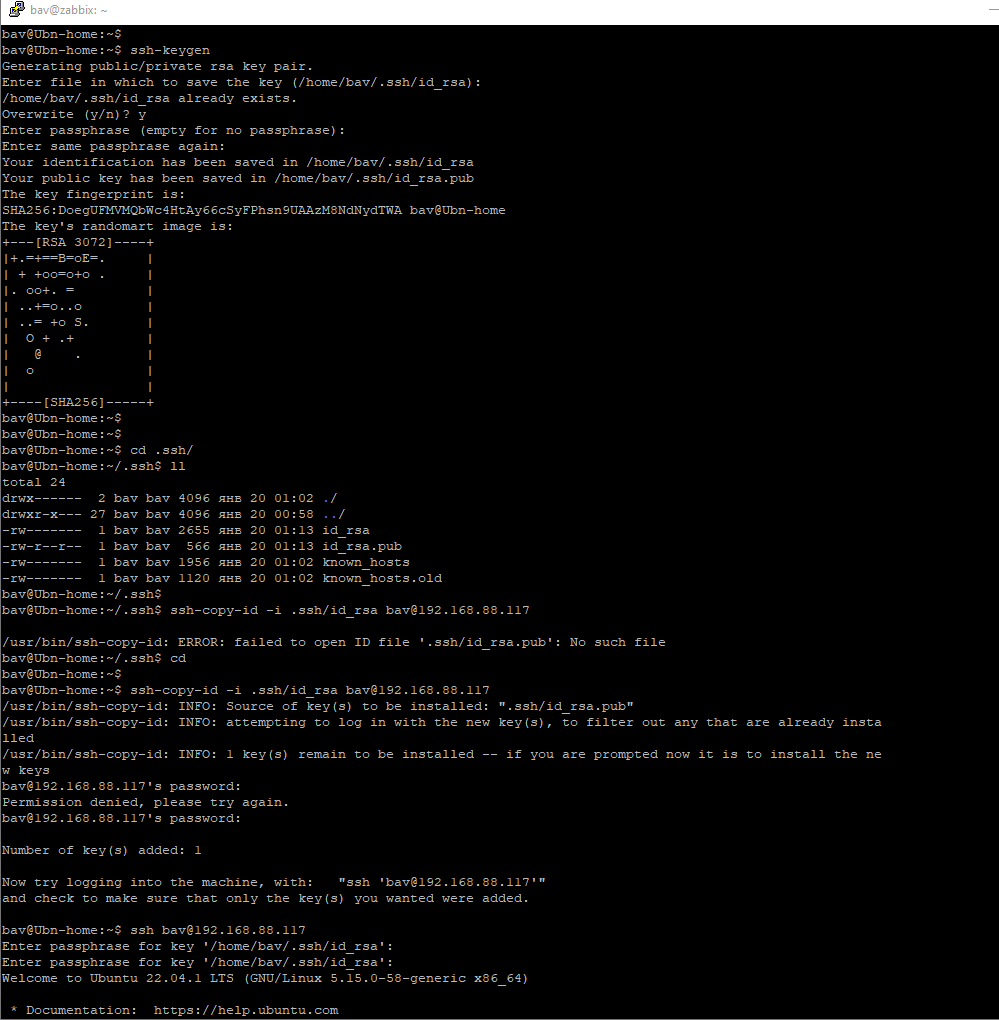 bav@zabbix: ~
bav@Ubn-home:~$
bav@Ubn-home:~$ ssh-keygen
Generating public/private rsa key pair.
Enter file in which to save the key (/home/bav/.ssh/id_rsa):
/home/bav/.ssh/id_rsa already exists.
Overwrite (y/n)? y
Enter passphrase (empty for no passphrase):
Enter same passphrase again:
Your identification has been saved in /home/bav/.ssh/id_rsa
Your public key has been saved in /home/bav/.ssh/id_rsa.pub
The key fingerprint is:
SHA256:DoegUFMVMQbWc4HtAy66cSyFPhsn9UAAzM8NdNydTWA bav@Ubn-home
The key's randomart image is:
+---[RSA 3072]----+
|+.=+==B=oE=.     |
| + +oo=o+o .     |
|. oo+. =         |
| ..+=o..o        |
| ..= +o S.       |
|  O + .+         |
|   @    .        |
|  o              |
|                 |
+----[SHA256]-----+
bav@Ubn-home:~$
bav@Ubn-home:~$
bav@Ubn-home:~$ cd .ssh/
bav@Ubn-home:~/.ssh$ ll
total 24
drwx------  2 bav bav 4096 янв 20 01:02 ./
drwxr-x--- 27 bav bav 4096 янв 20 00:58 ../
-rw-------  1 bav bav 2655 янв 20 01:13 id_rsa
-rw-r--r--  1 bav bav  566 янв 20 01:13 id_rsa.pub
-rw-------  1 bav bav 1956 янв 20 01:02 known_hosts
-rw-------  1 bav bav 1120 янв 20 01:02 known_hosts.old
bav@Ubn-home:~/.ssh$
bav@Ubn-home:~/.ssh$ ssh-copy-id -i .ssh/id_rsa bav@192.168.88.117
/usr/bin/ssh-copy-id: ERROR: failed to open ID file '.ssh/id_rsa.pub': No such file
bav@Ubn-home:~/.ssh$ cd
bav@Ubn-home:~$
bav@Ubn-home:~$ ssh-copy-id -i .ssh/id_rsa bav@192.168.88.117
/usr/bin/ssh-copy-id: INFO: Source of key(s) to be installed: ".ssh/id_rsa.pub"
/usr/bin/ssh-copy-id: INFO: attempting to log in with the new key(s), to filter out any that are already insta
lled
/usr/bin/ssh-copy-id: INFO: 1 key(s) remain to be installed -- if you are prompted now it is to install the ne
w keys
bav@192.168.88.117's password:
Permission denied, please try again.
bav@192.168.88.117's password:
Number of key(s) added: 1
Now try logging into the machine, with:   "ssh 'bav@192.168.88.117'"
and check to make sure that only the key(s) you wanted were added.
bav@Ubn-home:~$ ssh bav@192.168.88.117
Enter passphrase for key '/home/bav/.ssh/id_rsa':
Enter passphrase for key '/home/bav/.ssh/id_rsa':
Welcome to Ubuntu 22.04.1 LTS (GNU/Linux 5.15.0-58-generic x86_64)
 * Documentation:  https://help.ubuntu.com